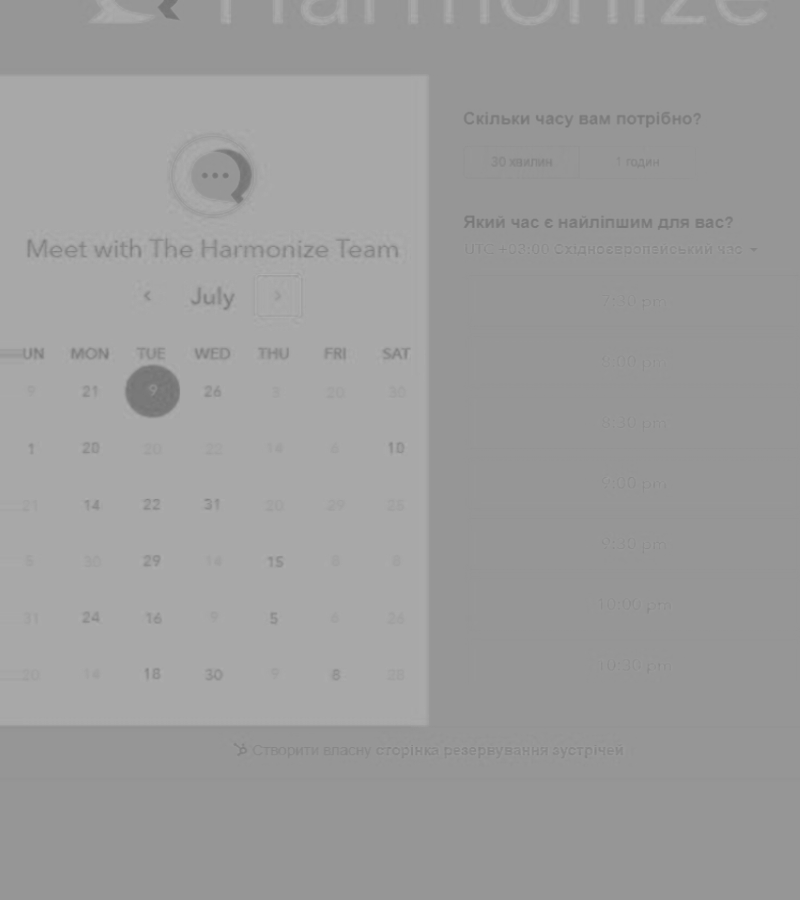 Harmonize
Meet with The Harmonize Team
July
UN MON TUE WED THU FRI SAT
21 9 26 3 20 30
1 20 20 22 14 6 10
21 14 22 31 20 29
5 30 29 14 15 8
31 24 16 9 5 26
20 14 18 30 9 8 28
Скільки часу вам потрібно?
30 хвилин 1 годин
Який час є найліпшим для вас?
UTC +03:00 Східноєвропейський час
7:30 pm
8:00 pm
8:30 pm
9:00 pm
9:30 pm
10:00 pm
10:30 pm
Створити власну сторінка резервування зустрічей